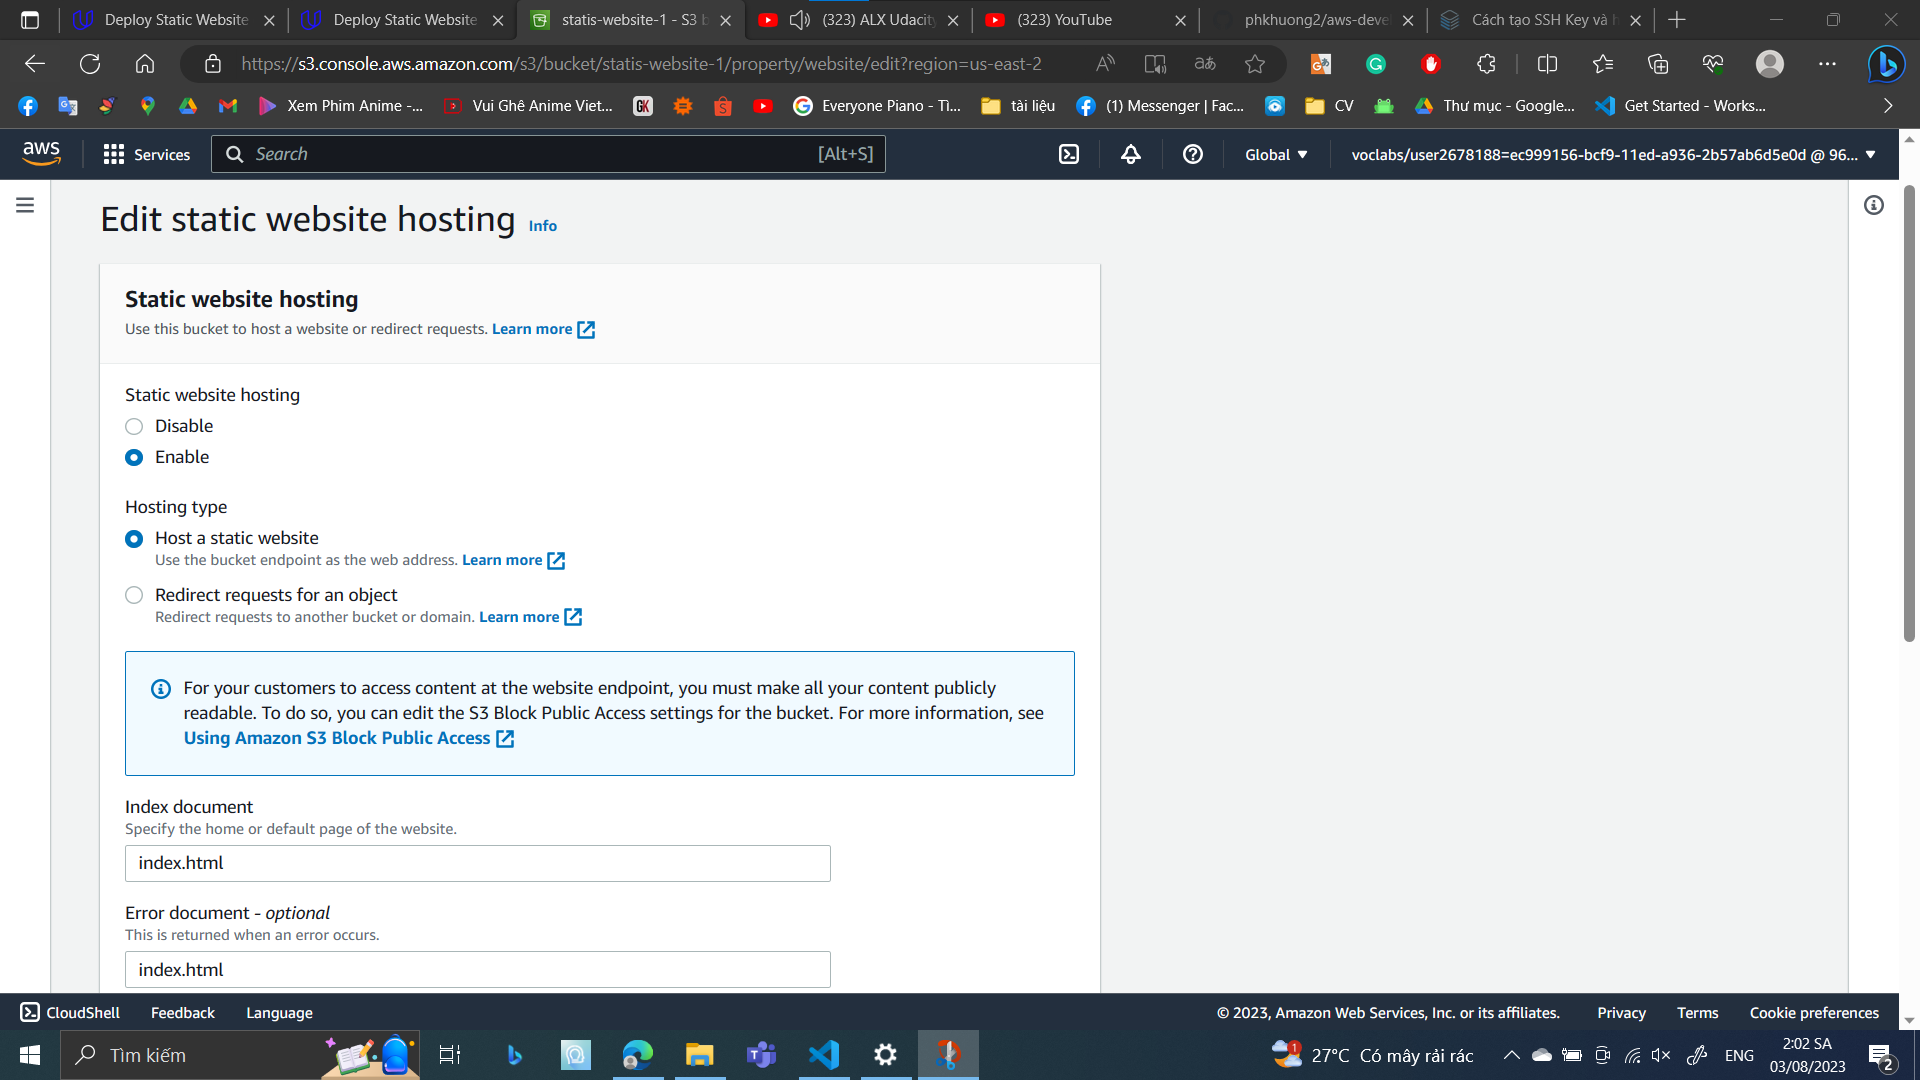 Deploy Static Website
Deploy Static Website
statis-website-1 - S3 b
(323) ALX Udacity
(323) YouTube
phkhuong2/aws-devel
Cách tạo SSH Key và h
https://s3.console.aws.amazon.com/s3/bucket/statis-website-1/property/website/edit?region=us-east-2
Xem Phim Anime -...
Vui Ghê Anime Viet...
Everyone Piano - Tì...
tài liệu
(1) Messenger | Fac...
CV
Thư mục - Google...
Get Started - Works...
aws
Services
Search
[Alt+S]
Global
voclabs/user2678188=ec999156-bcf9-11ed-a936-2b57ab6d5e0d @ 96...
Edit static website hosting Info
Static website hosting
Use this bucket to host a website or redirect requests. Learn more
Static website hosting
Disable
Enable
Hosting type
Host a static website
Use the bucket endpoint as the web address. Learn more
Redirect requests for an object
Redirect requests to another bucket or domain. Learn more
For your customers to access content at the website endpoint, you must make all your content publicly
readable. To do so, you can edit the S3 Block Public Access settings for the bucket. For more information, see
Using Amazon S3 Block Public Access
Index document
Specify the home or default page of the website.
index.html
Error document - optional
This is returned when an error occurs.
index.html
CloudShell
Feedback
Language
© 2023, Amazon Web Services, Inc. or its affiliates.
Privacy
Terms
Cookie preferences
Tìm kiếm
1
27°C Có mây rải rác
ENG
2:02 SA
03/08/2023
2